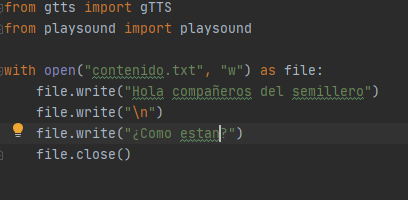 from gtts import gTTS
from playsound import playsound
with open("contenido.txt", "w") as file:
file.write("Hola compañeros del semillero")
file.write("\n")
file.write("¿Como estan?")
file.close()